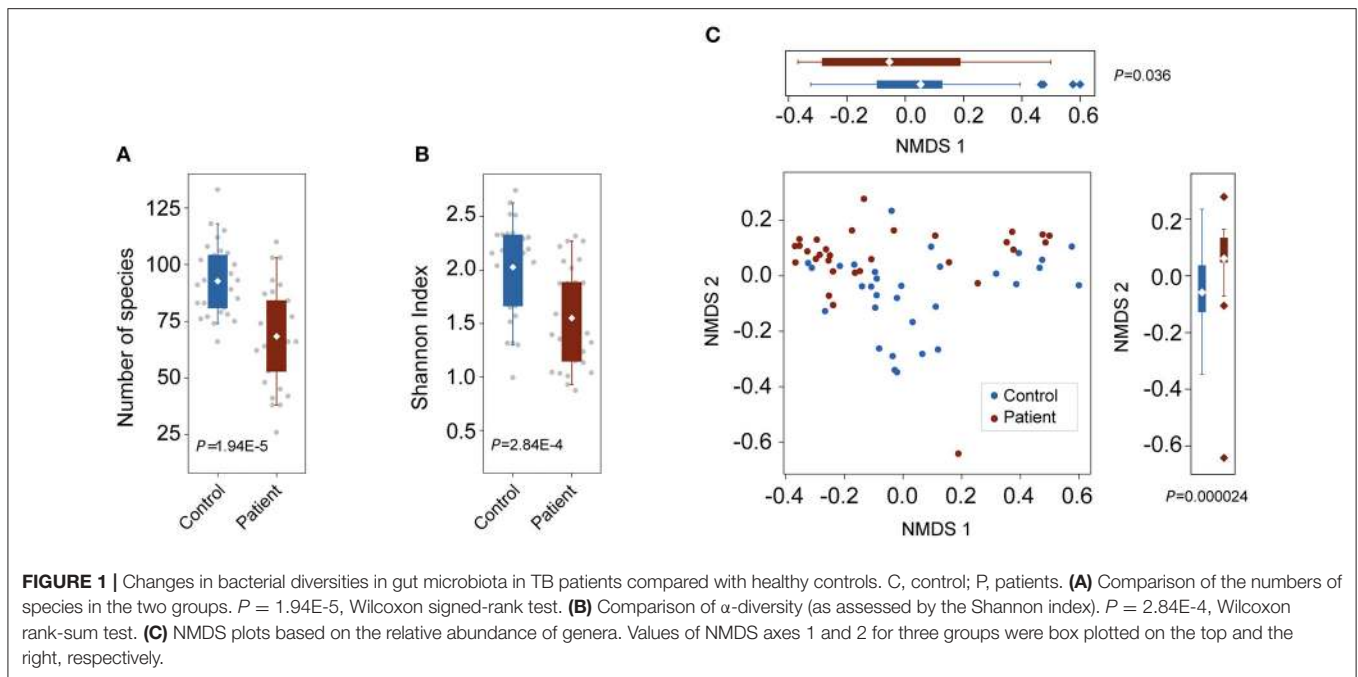 C
P=0.036
-0.4 -0.2 0.0 0.2 0.4 0.6
NMDS 1
A
Number of species
125
100
75
50
25
P=1.94E-5
Control
Patient
B
Shannon Index
2.5
2.0
1.5
1.0
0.5
P=2.84E-4
Control
Patient
NMDS 2
0.2
0.0
-0.2
-0.4
-0.6
Control
Patient
-0.4 -0.2 0.0 0.2 0.4 0.6
NMDS 1
NMDS 2
0.2
0.0
-0.2
-0.4
-0.6
P=0.000024
FIGURE 1 | Changes in bacterial diversities in gut microbiota in TB patients compared with healthy controls. C, control; P, patients. (A) Comparison of the numbers of
species in the two groups. P = 1.94E-5, Wilcoxon signed-rank test. (B) Comparison of α-diversity (as assessed by the Shannon index). P = 2.84E-4, Wilcoxon
rank-sum test. (C) NMDS plots based on the relative abundance of genera. Values of NMDS axes 1 and 2 for three groups were box plotted on the top and the
right, respectively.